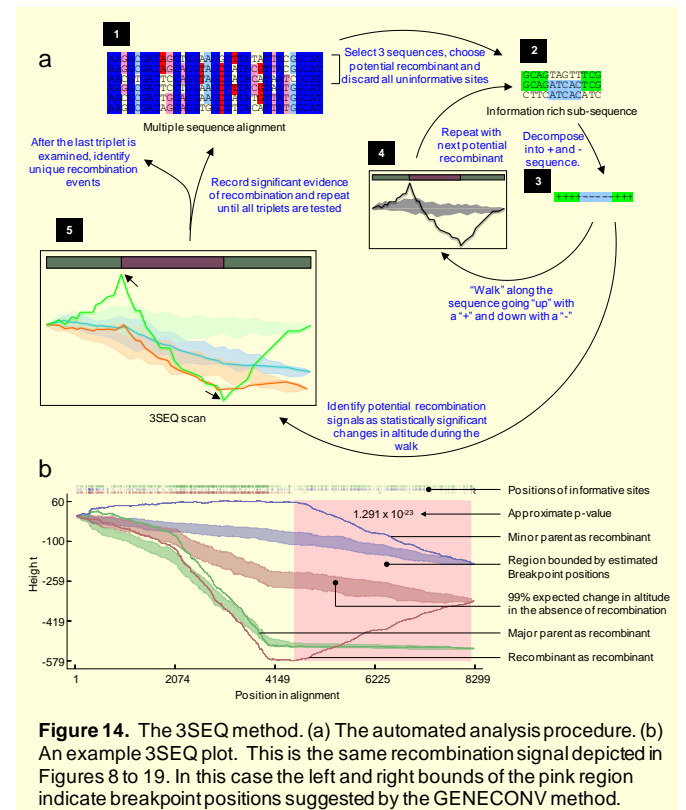 a
1
Multiple sequence alignment
Select 3 sequences, choose
potential recombinant and
discard all uninformative sites
2
GCAGTAGTTTCG
GCAGATCACTCG
CTTCATCACATC
Information rich sub-sequence
Decompose
into + and -
sequence.
3
++++-----+++
Repeat with
next potential
recombinant
4
"Walk" along the
sequence going "up" with
a "+" and down with a "-"
After the last triplet is
examined, identify
unique recombination
events
Record significant evidence
of recombination and repeat
until all triplets are tested
5
3SEQ scan
Identify potential recombination
signals as statistically significant
changes in altitude during the
walk
b
60
-100
-259
-419
-579
Height
1
2074
4149
6225
8299
Position in alignment
1.291 x 10-23
Positions of informative sites
Approximate p-value
Minor parent as recombinant
Region bounded by estimated
Breakpoint positions
99% expected change in altitude
in the absence of recombination
Major parent as recombinant
Recombinant as recombinant
Figure 14. The 3SEQ method. (a) The automated analysis procedure. (b)
An example 3SEQ plot. This is the same recombination signal depicted in
Figures 8 to 19. In this case the left and right bounds of the pink region
indicate breakpoint positions suggested by the GENECONV method.